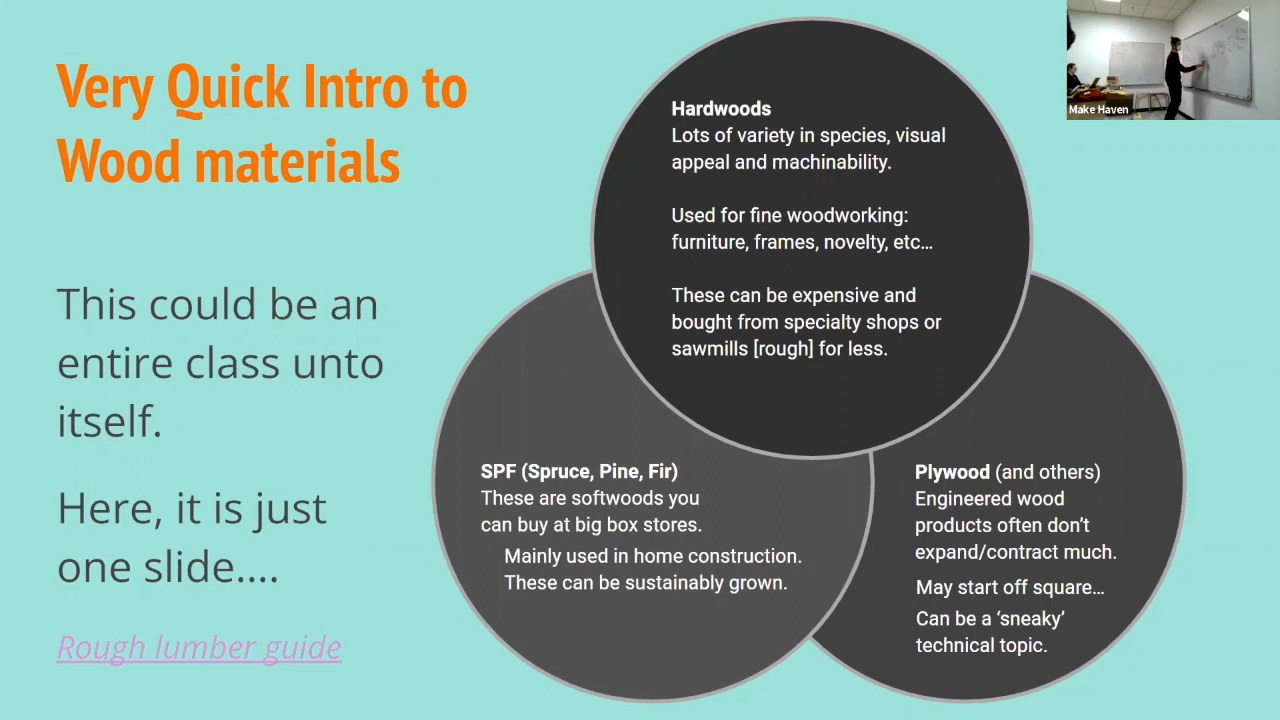 Very Quick Intro to
Wood materials
This could be an
entire class unto
itself.
Here, it is just
one slide....
Rough lumber guide
Hardwoods
Lots of variety in species, visual
appeal and machinability.
Used for fine woodworking:
furniture, frames, novelty, etc…
These can be expensive and
bought from specialty shops or
sawmills [rough] for less.
SPF (Spruce, Pine, Fir)
These are softwoods you
can buy at big box stores.
Mainly used in home construction.
These can be sustainably grown.
Plywood (and others)
Engineered wood
products often don’t
expand/contract much.
May start off square…
Can be a ‘sneaky’
technical topic.
Make Haven